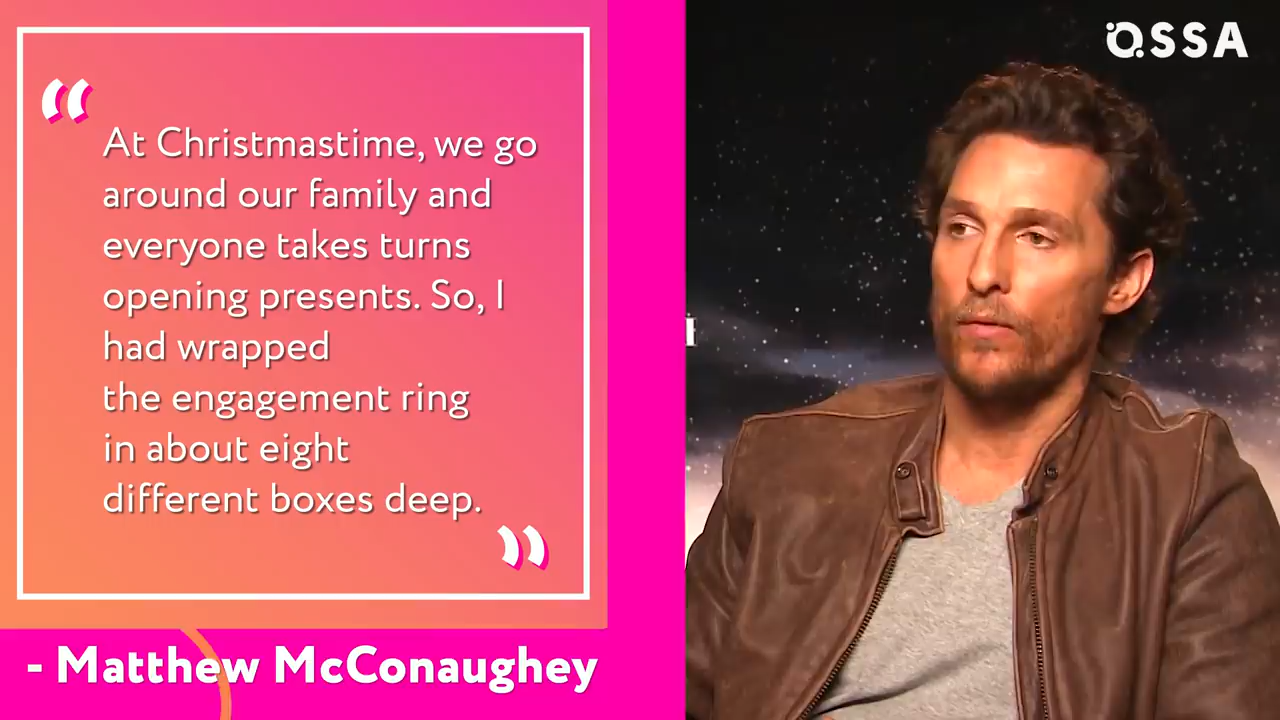 At Christmastime, we go
around our family and
everyone takes turns
opening presents. So, I
had wrapped
the engagement ring
in about eight
different boxes deep.
- Matthew McConaughey
OSSA